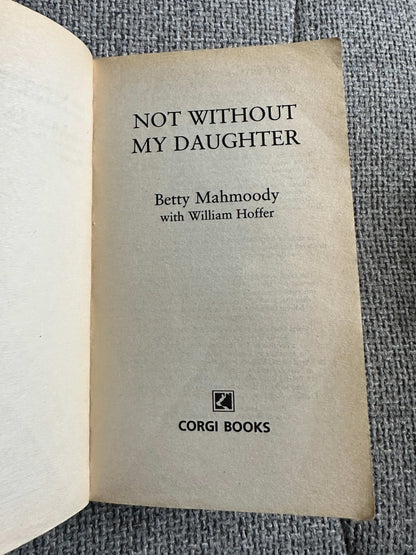 NOT WITHOUT
MY DAUGHTER
Betty Mahmoody
with William Hoffer
CORGI BOOKS